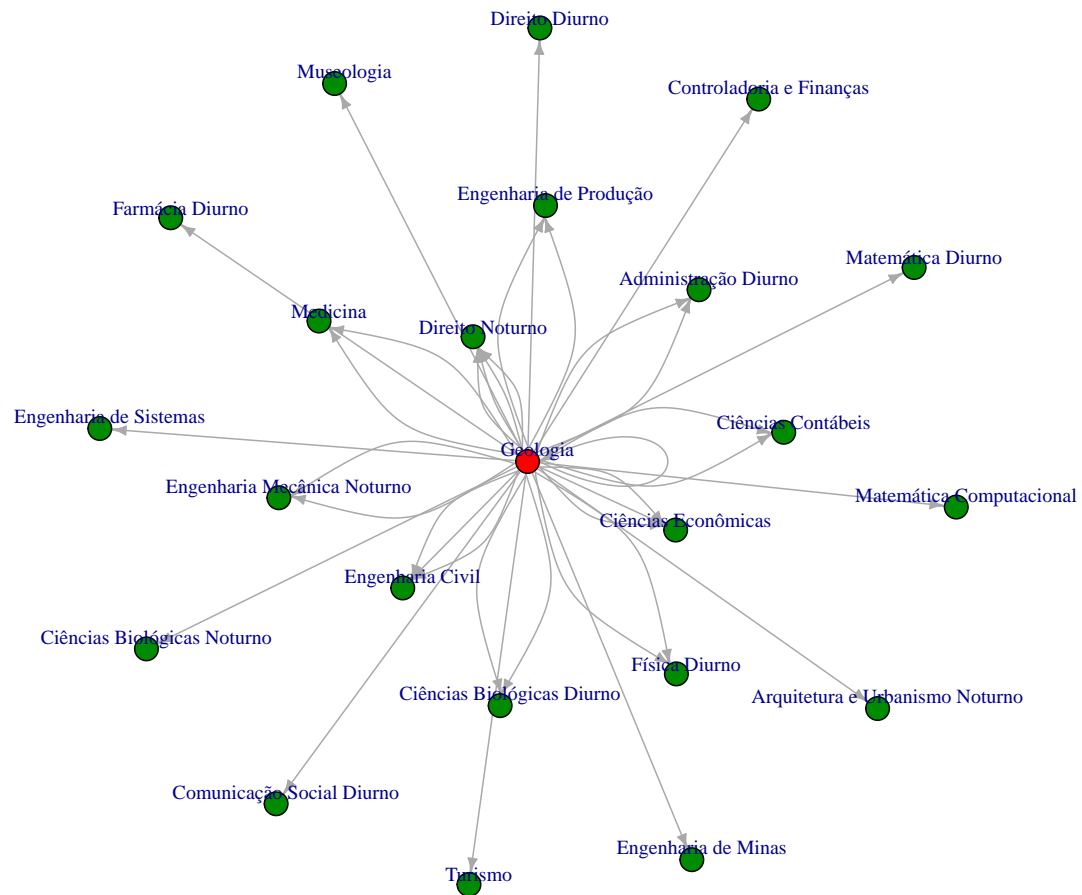 Direito Diurno
Museologia
Controladoria e Finanças
Engenharia de Produção
Farmácia Diurno
Matemática Diurno
Administração Diurno
Medicina
Direito Noturno
Engenharia de Sistemas
Ciências Contábeis
Geologia
Engenharia Mecânica Noturno
Matemática Computacional
Ciências Econômicas
Engenharia Civil
Ciências Biológicas Noturno
Física Diurno
Ciências Biológicas Diurno
Arquitetura e Urbanismo Noturno
Comunicação Social Diurno
Engenharia de Minas
Turismo